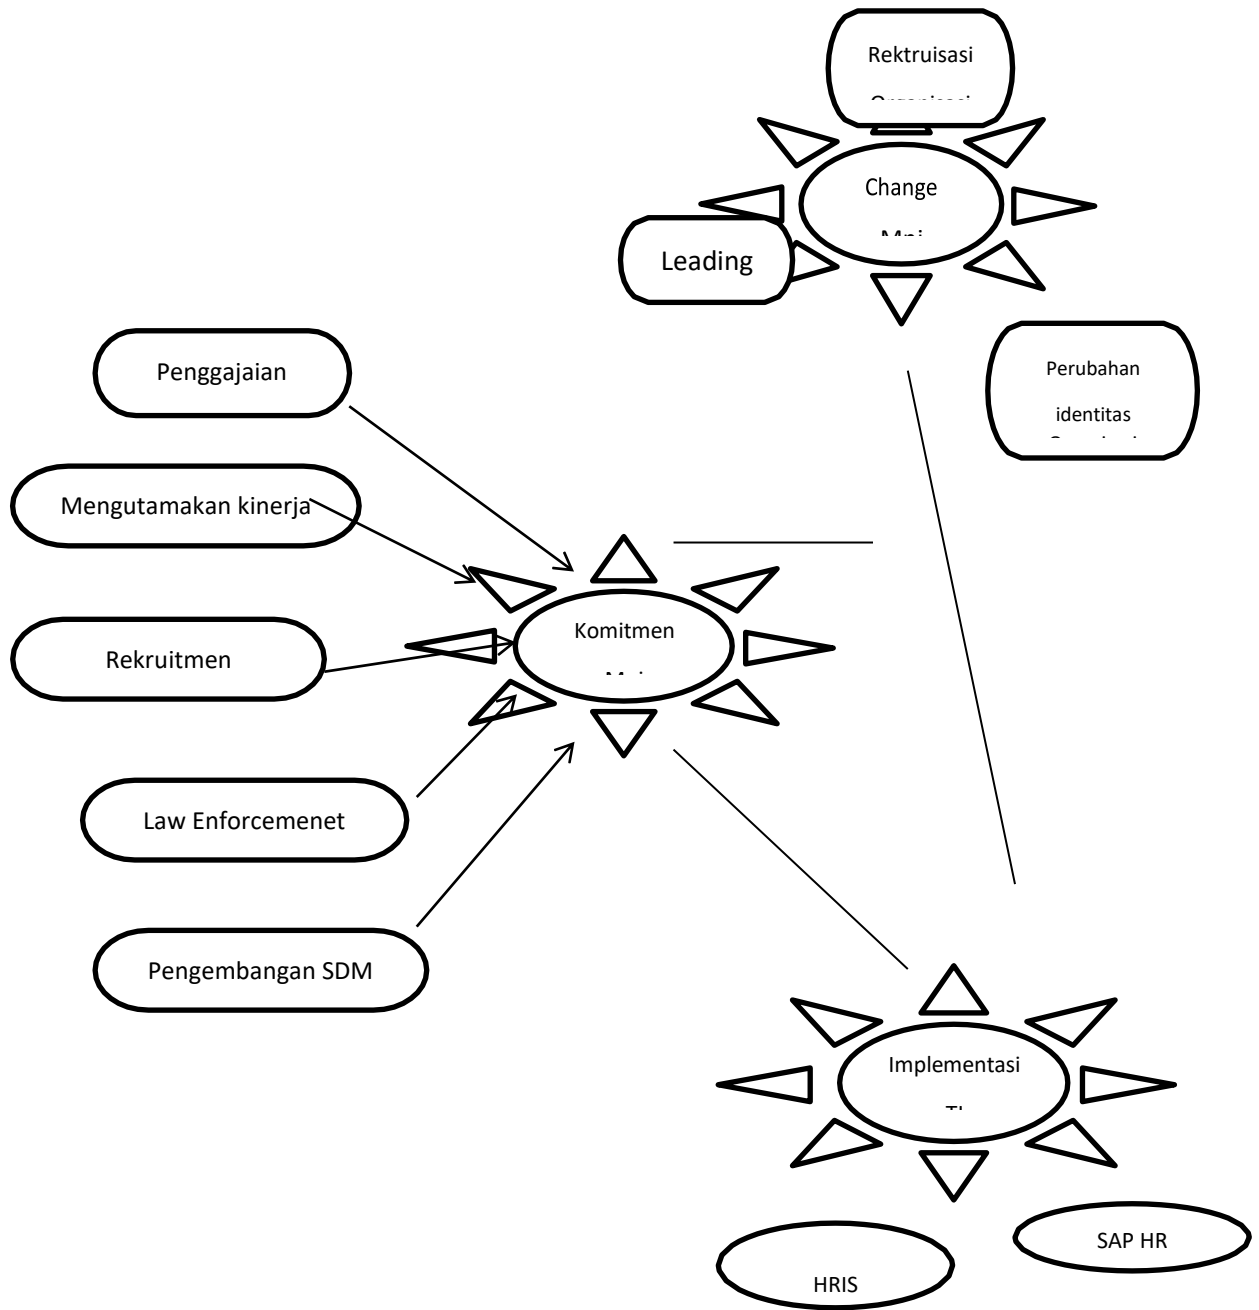 Rektruisasi
Change
Leading
Perubahan
identitas
Penggajaian
Mengutamakan kinerja
Komitmen
Rekruitmen
Law Enforcemenet
Pengembangan SDM
Implementasi
SAP HR
HRIS